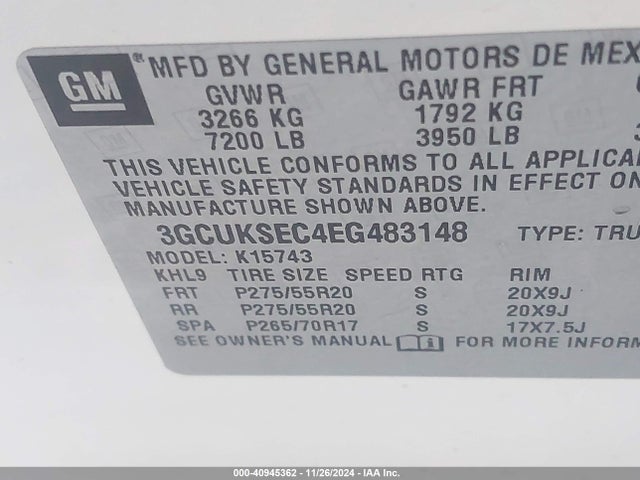 GM
® MFD BY GENERAL MOTORS DE MEX
GVWR GAWR FRT
3266 KG 1792 KG
7200 LB 3950 LB
THIS VEHICLE CONFORMS TO ALL APPLICA
VEHICLE SAFETY STANDARDS IN EFFECT ON
MANUFACTURE SHOWN ABOVE.
3GCUKSEC4EG483148 TYPE: TRU
MODEL: K15743
KHL9 TIRE SIZE SPEED RTG RIM
FRT P275/55R20 S 20X9J
RR P275/55R20 S 20X9J
SPA P265/70R17 S 17X7.5J
SEE OWNER'S MANUAL FOR MORE INFORM
000-40945362 - 11/26/2024 - IAA Inc.